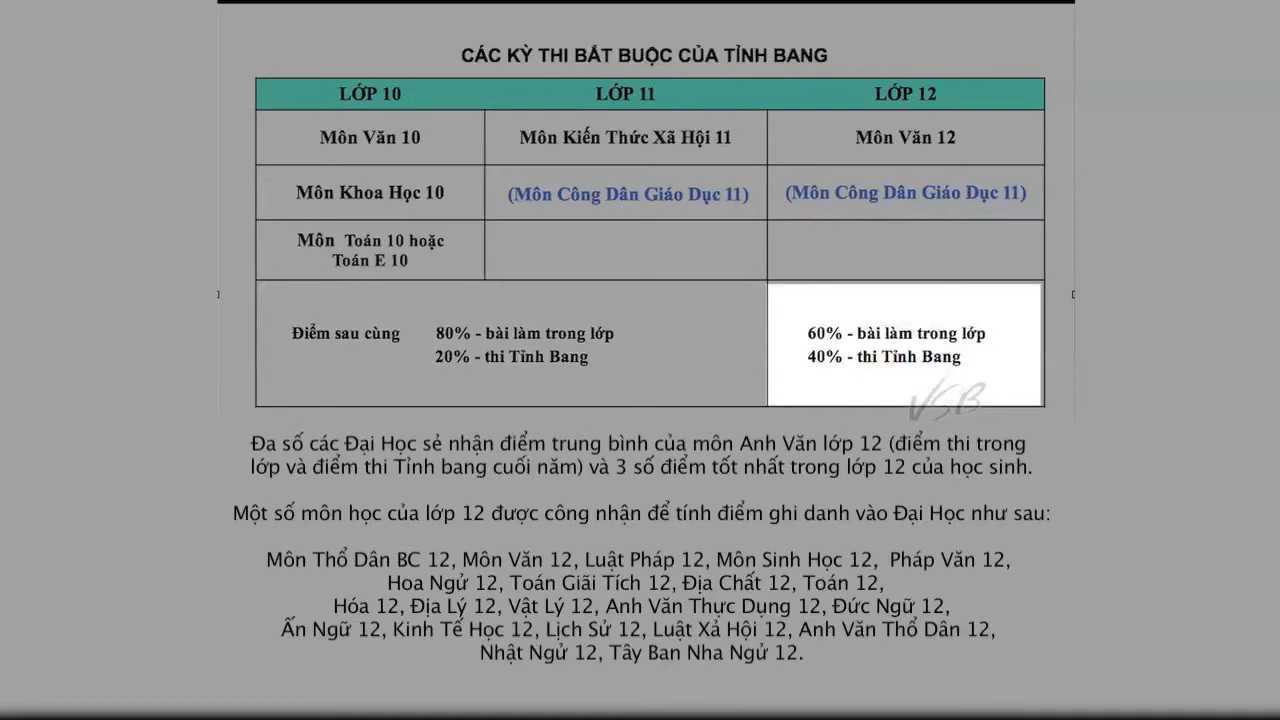 CÁC KỲ THI BẮT BUỘC CỦA TỈNH BANG
LỚP 10 LỚP 11 LỚP 12
Môn Văn 10 Môn Kiến Thức Xã Hội 11 Môn Văn 12
Môn Khoa Học 10 (Môn Công Dân Giáo Dục 11) (Môn Công Dân Giáo Dục 11)
Môn Toán 10 hoặc
Toán E 10
Điểm sau cùng 80% - bài làm trong lớp 60% - bài làm trong lớp
20% - thi Tỉnh Bang 40% - thi Tỉnh Bang
VSB
Đa số các Đại Học sẻ nhận điểm trung bình của môn Anh Văn lớp 12 (điểm thi trong
lớp và điểm thi Tỉnh bang cuối năm) và 3 số điểm tốt nhất trong lớp 12 của học sinh.
Một số môn học của lớp 12 được công nhận để tính điểm ghi danh vào Đại Học như sau:
Môn Thổ Dân BC 12, Môn Văn 12, Luật Pháp 12, Môn Sinh Học 12, Pháp Văn 12,
Hoa Ngử 12, Toán Giãi Tích 12, Địa Chất 12, Toán 12,
Hóa 12, Địa Lý 12, Vật Lý 12, Anh Văn Thực Dụng 12, Đức Ngữ 12,
Ấn Ngữ 12, Kinh Tế Học 12, Lịch Sử 12, Luật Xả Hội 12, Anh Văn Thổ Dân 12,
Nhật Ngử 12, Tây Ban Nha Ngử 12.